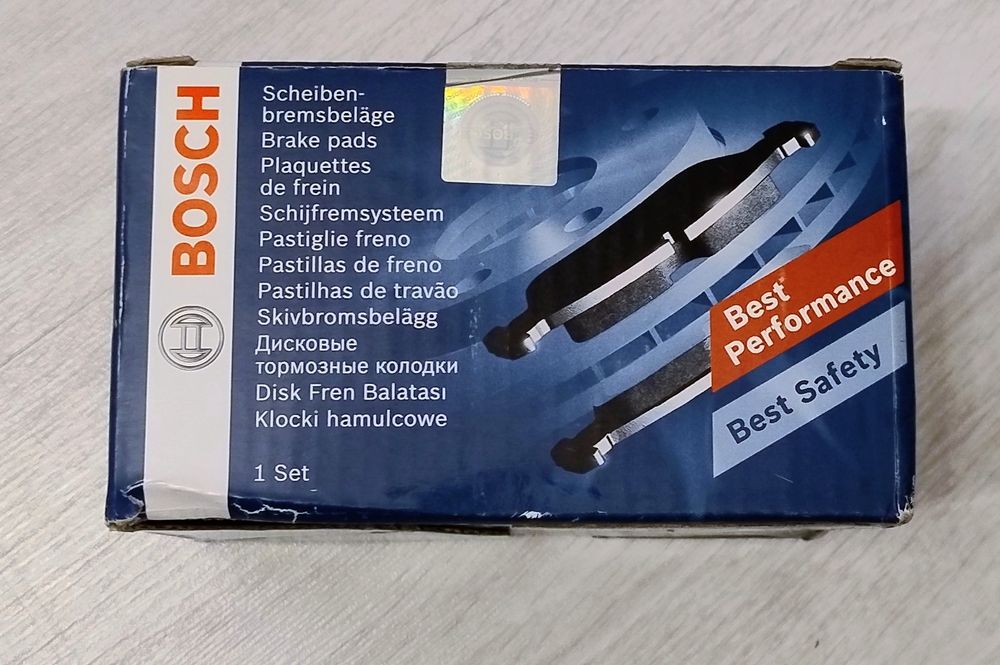 BOSCH
Scheiben-
bremsbeläge
Brake pads
Plaquettes
de frein
Schijfremsysteem
Pastiglie freno
Pastillas de freno
Pastilhas de travão
Skivbromsbelägg
Дисковые
тормозные колодки
Disk Fren Balatası
Klocki hamulcowe
1 Set
Best
Performance
Best Safety